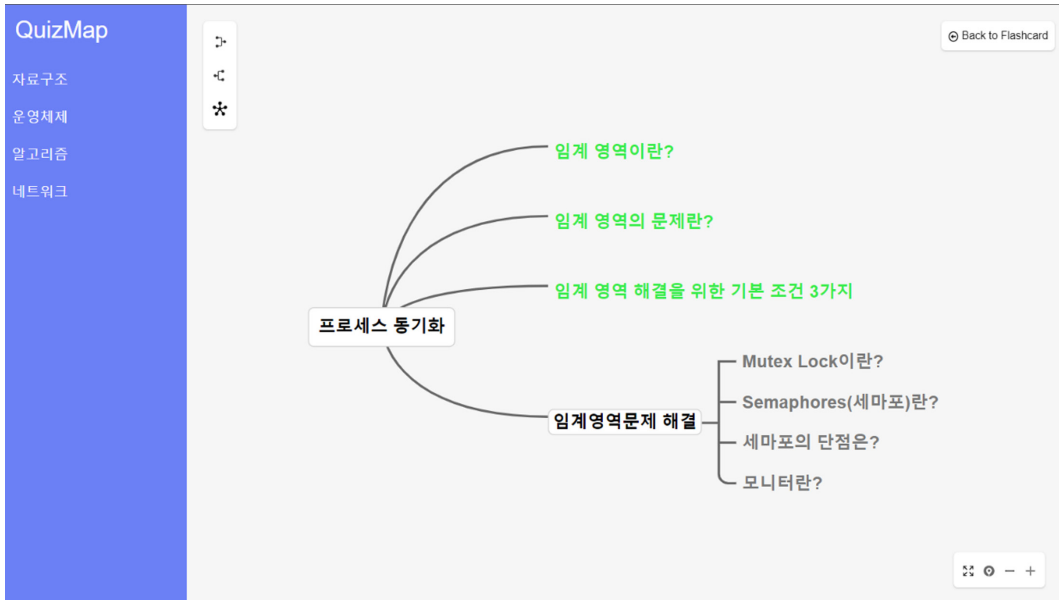 QuizMap
자료구조
운영체제
알고리즘
네트워크
Back to Flashcard
임계 영역이란?
임계 영역의 문제란?
임계 영역 해결을 위한 기본 조건 3가지
프로세스 동기화
임계영역문제 해결
Mutex Lock이란?
Semaphores(세마포)란?
세마포의 단점은?
모니터란?